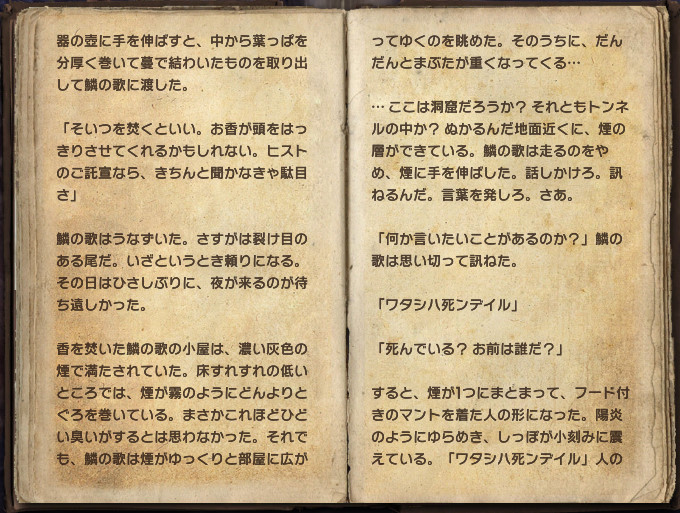 器の壺に手を伸ばすと、中から葉っぱを
分厚く巻いて蔓で結わいたものを取り出
して鱗の歌に渡した。
「そいつを焚くといい。お香が頭をはっ
きりさせてくれるかもしれない。ヒスト
のご託宣なら、きちんと聞かなきゃ駄目
さ」
鱗の歌はうなずいた。さすがは裂け目の
ある尾だ。いざというとき頼りになる。
その日はひさしぶりに、夜が来るのが待
ち遠しかった。
香を焚いた鱗の歌の小屋は、濃い灰色の
煙で満たされていた。床すれすれの低い
ところでは、煙が霧のようにどんよりと
ぐろを巻いている。まさかこれほどひど
い臭いがするとは思わなかった。それで
も、鱗の歌は煙がゆっくりと部屋に広が
ってゆくのを眺めた。そのうちに、だん
だんとまぶたが重くなってくる…
… ここは洞窟だろうか? それともトンネ
ルの中か? ぬかるんだ地面近くに、煙の
層ができている。鱗の歌は走るのをや
め、煙に手を伸ばした。話しかけろ。訊
ねるんだ。言葉を発しろ。さあ。
「何か言いたいことがあるのか?」鱗の
歌は思い切って訊ねた。
「ワタシハ死ンデイル」
「死んでいる? お前は誰だ?」
すると、煙が1つにまとまって、フード付
きのマントを着た人の形になった。陽炎
のようにゆらめき、しっぽが小刻みに震
えている。「ワタシハ死ンデイル」人の